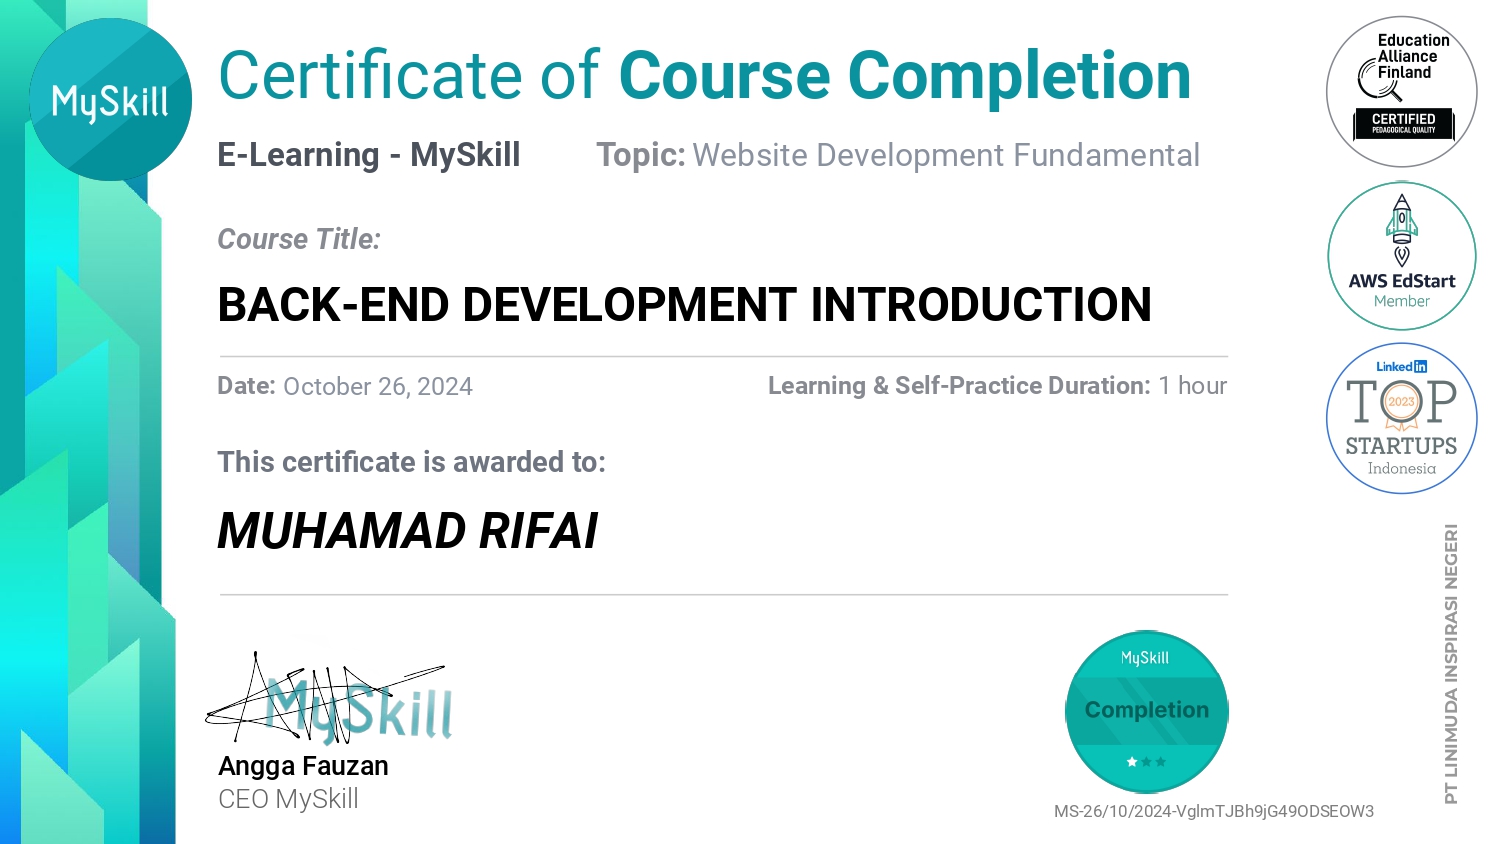 MySkill
Certificate of Course Completion
E-Learning - MySkill
Topic: Website Development Fundamental
Course Title:
BACK-END DEVELOPMENT INTRODUCTION
Date: October 26, 2024
Learning & Self-Practice Duration: 1 hour
This certificate is awarded to:
MUHAMAD RIFAI
MySkill
Angga Fauzan
CEO MySkill
MySkill
Completion
MS-26/10/2024-VglmTJBh9jG49ODSEOW3
Education
Alliance
Finland
CERTIFIED
PEDAGOGICAL QUALITY
AWS EdStart
Member
Linked in
TOP
2023
STARTUPS
Indonesia
PT LINIMUDA INSPIRASI NEGERI